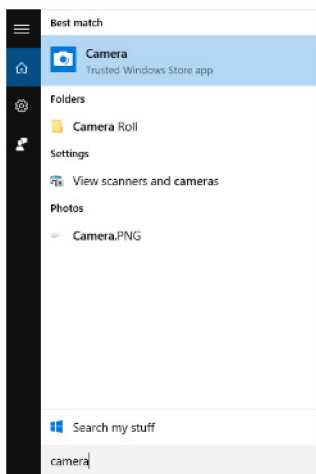 Best match
Camera
Trusted Windows Store app
Folders
Camera Roll
Settings
View scanners and cameras
Photos
Camera.PNG
Search my stuff
camera